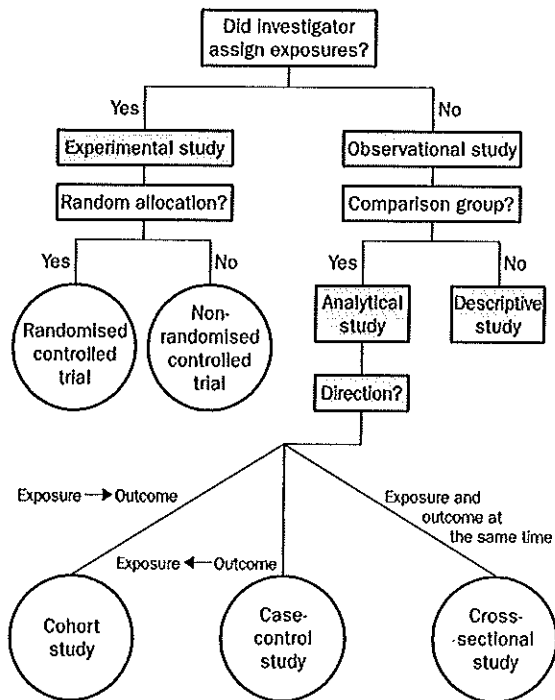 Did investigator
assign exposures?
Yes
No
Experimental study
Observational study
Random allocation?
Comparison group?
Yes
No
Yes
No
Randomised
controlled
trial
Non-
randomised
controlled
trial
Analytical
study
Descriptive
study
Direction?
Exposure → Outcome
Exposure and
outcome at
the same time
Exposure ← Outcome
Cohort
study
Case-
control
study
Cross-
sectional
study